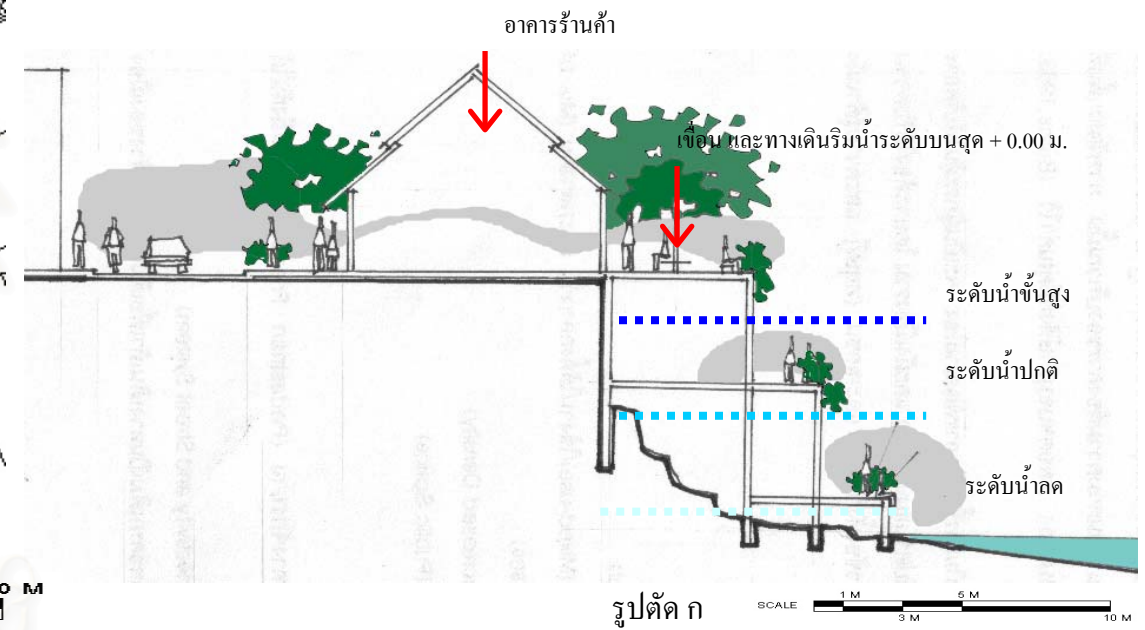 อาคารร้านค้า
เขื่อน และทางเดินริมน้ำระดับบนสุด + 0.00 ม.
ระดับน้ำขั้นสูง
ระดับน้ำปกติ
ระดับน้ำลด
0 M
รูปตัด ก
SCALE
1 M
5 M
3 M
10 M